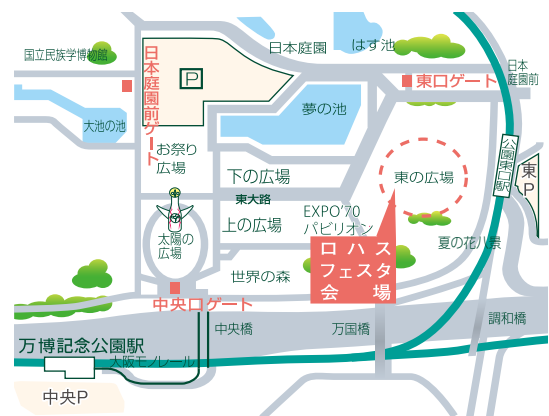 日本庭園
はす池
国立民族学博物館
日本庭園前ゲート
P
東口ゲート
日本
庭園前
大池の池
夢の池
お祭り
広場
公園東口駅
東P
下の広場
東の広場
東大路
EXPO'70
パビリオン
上の広場
太陽の
広場
ロハス
フェスタ
会場
夏の花八景
世界の森
中央口ゲート
中央橋
万国橋
調和橋
万博記念公園駅
大阪モノレール
中央P